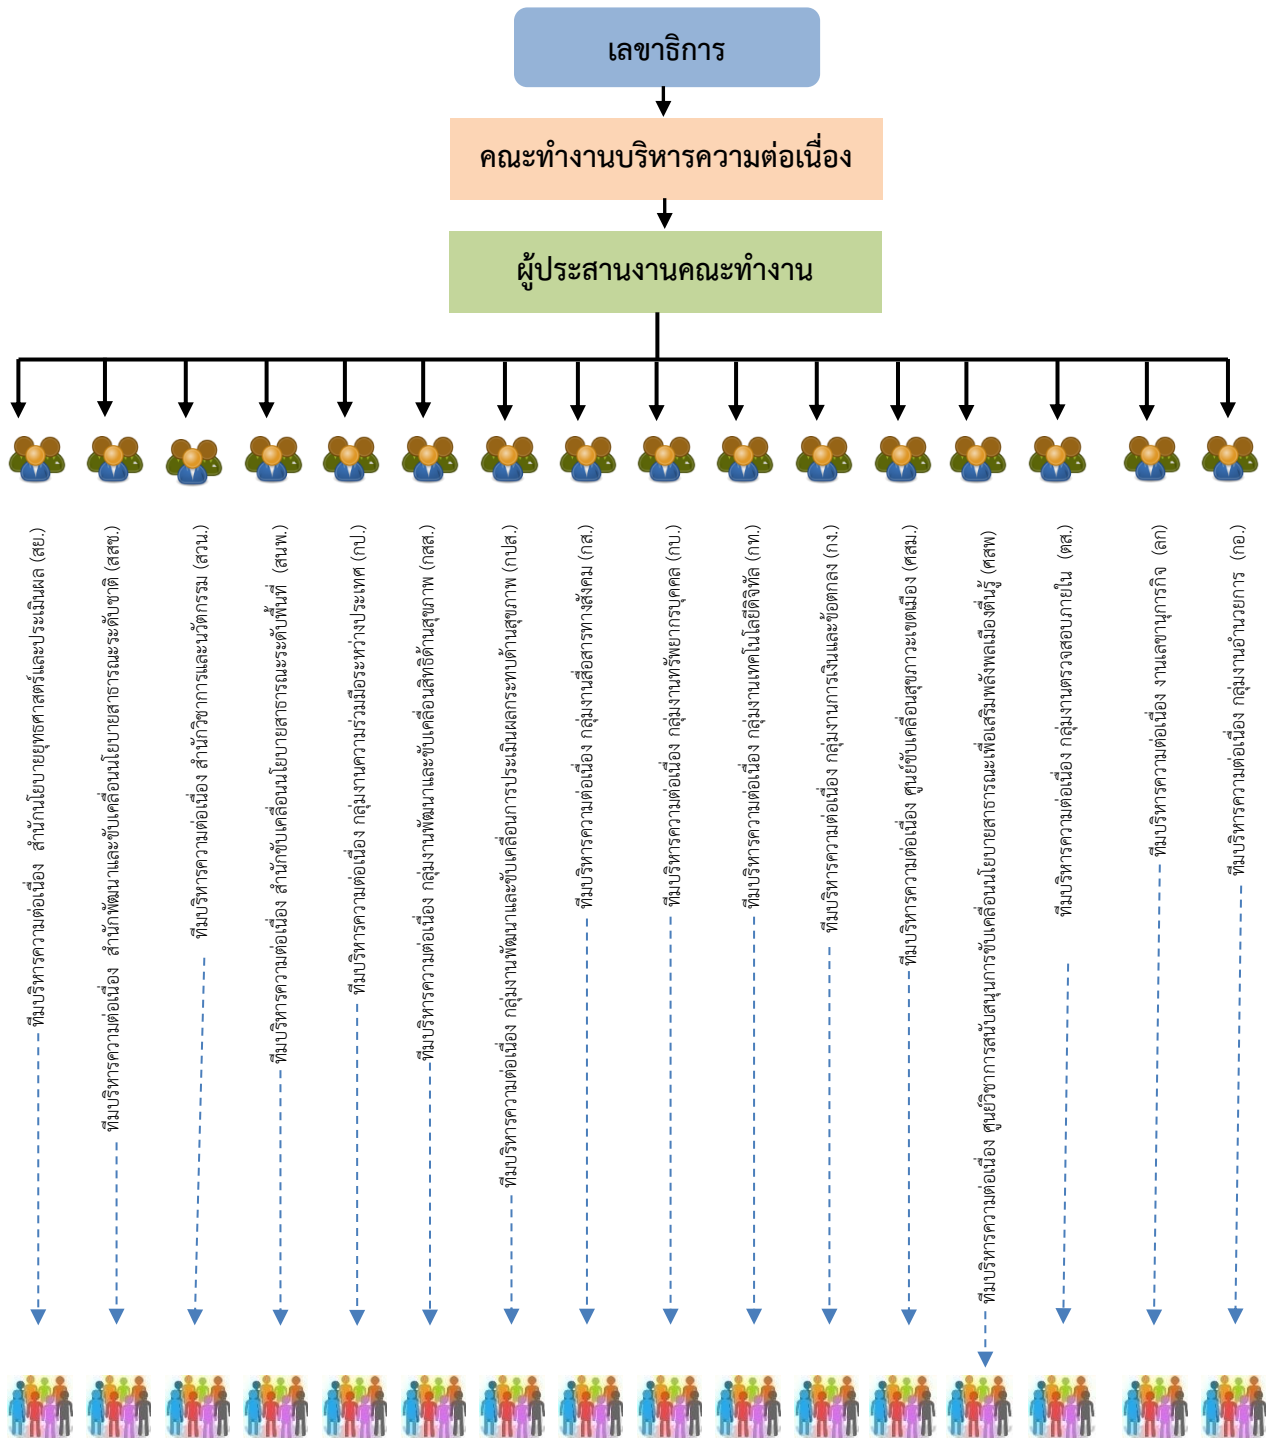 เลขาธิการ
คณะทำงานบริหารความต่อเนื่อง
ผู้ประสานงานคณะทำงาน
ทีมบริหารความต่อเนื่อง สำนักนโยบายยุทธศาสตร์และประเมินผล (สย.)
ทีมบริหารความต่อเนื่อง สำนักพัฒนาและขับเคลื่อนนโยบายสาธารณะระดับชาติ (สสช.)
ทีมบริหารความต่อเนื่อง สำนักวิชาการและนวัตกรรม (สวน.)
ทีมบริหารความต่อเนื่อง สำนักขับเคลื่อนนโยบายสาธารณะระดับพื้นที่ (สนพ.)
ทีมบริหารความต่อเนื่อง กลุ่มงานความร่วมมือระหว่างประเทศ (กป.)
ทีมบริหารความต่อเนื่อง กลุ่มงานพัฒนาและขับเคลื่อนสิทธิด้านสุขภาพ (กสส.)
ทีมบริหารความต่อเนื่อง กลุ่มงานพัฒนาและขับเคลื่อนการประเมินผลกระทบด้านสุขภาพ (กปส.)
ทีมบริหารความต่อเนื่อง กลุ่มงานสื่อสารทางสังคม (กส.)
ทีมบริหารความต่อเนื่อง กลุ่มงานทรัพยากรบุคคล (กบ.)
ทีมบริหารความต่อเนื่อง กลุ่มงานเทคโนโลยีดิจิทัล (กท.)
ทีมบริหารความต่อเนื่อง กลุ่มงานการเงินและข้อตกลง (กง.)
ทีมบริหารความต่อเนื่อง ศูนย์ขับเคลื่อนสุขภาวะเขตเมือง (ศสม.)
ทีมบริหารความต่อเนื่อง ศูนย์วิชาการสนับสนุนการขับเคลื่อนนโยบายสาธารณะเพื่อเสริมพลังพลเมืองตื่นรู้ (ศสพ)
ทีมบริหารความต่อเนื่อง กลุ่มงานตรวจสอบภายใน (ตส.)
ทีมบริหารความต่อเนื่อง งานเลขานุการกิจ (ลก)
ทีมบริหารความต่อเนื่อง กลุ่มงานอำนวยการ (กอ.)